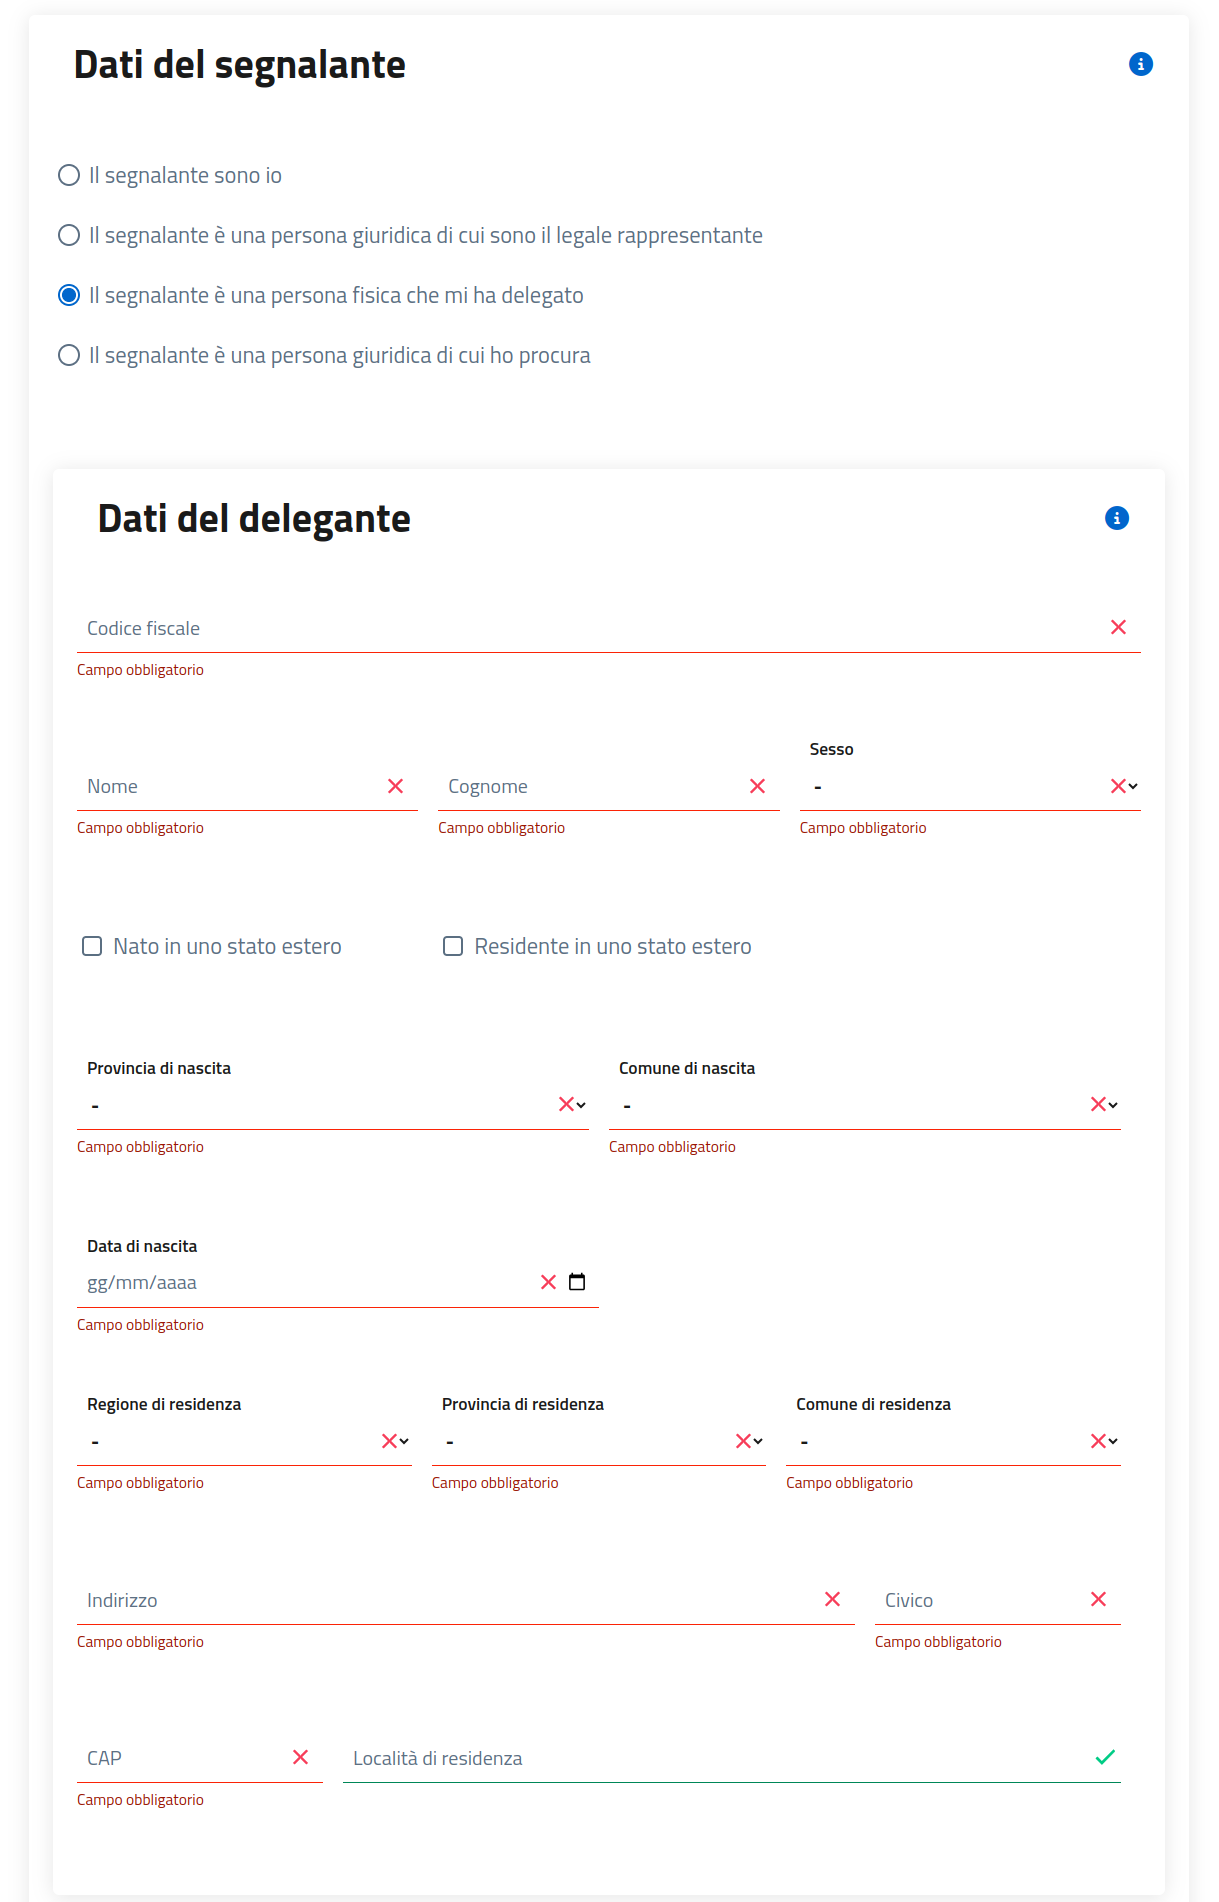 Dati del segnalante
Il segnalante sono io
Il segnalante è una persona giuridica di cui sono il legale rappresentante
Il segnalante è una persona fisica che mi ha delegato
Il segnalante è una persona giuridica di cui ho procura
Dati del delegante
Codice fiscale
Campo obbligatorio
Sesso
Nome Cognome -
Campo obbligatorio Campo obbligatorio Campo obbligatorio
Nato in uno stato estero Residente in uno stato estero
Provincia di nascita Comune di nascita
- -
Campo obbligatorio Campo obbligatorio
Data di nascita
gg/mm/aaaa
Campo obbligatorio
Regione di residenza Provincia di residenza Comune di residenza
- - -
Campo obbligatorio Campo obbligatorio Campo obbligatorio
Indirizzo Civico
Campo obbligatorio Campo obbligatorio
CAP Località di residenza
Campo obbligatorio